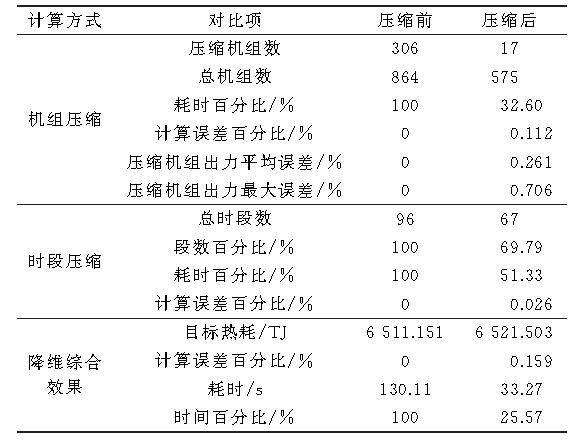 计算方式 对比项 压缩前 压缩后
压缩机组数 306 17
总机组数 864 575
耗时百分比/% 100 32.60
机组压缩 计算误差百分比/% 0 0.112
压缩机组出力平均误差/% 0 0.261
压缩机组出力最大误差/% 0 0.706
总时段数 96 67
时段压缩 段数百分比/% 100 69.79
耗时百分比/% 100 51.33
计算误差百分比/% 0 0.026
目标热耗/TJ 6 511.151 6 521.503
降维综合 计算误差百分比/% 0 0.159
效果 耗时/s 130.11 33.27
时间百分比/% 100 25.57